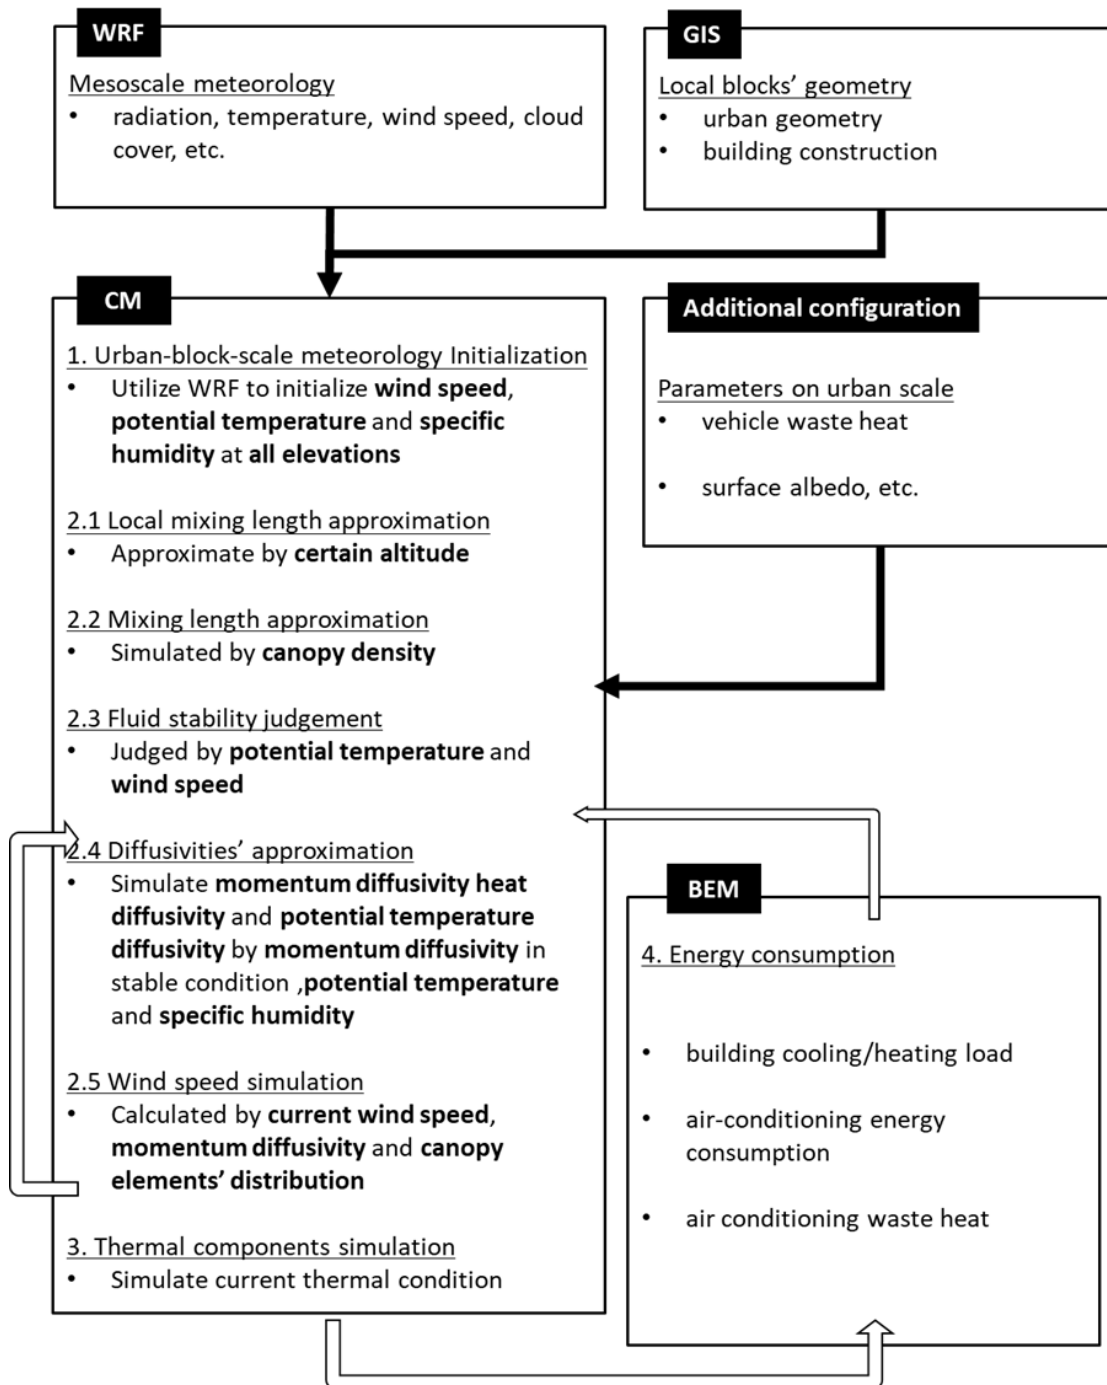 WRF
Mesoscale meteorology
• radiation, temperature, wind speed, cloud
cover, etc.
GIS
Local blocks' geometry
• urban geometry
• building construction
CM
1. Urban-block-scale meteorology Initialization
• Utilize WRF to initialize wind speed,
potential temperature and specific
humidity at all elevations
2.1 Local mixing length approximation
• Approximate by certain altitude
2.2 Mixing length approximation
• Simulated by canopy density
2.3 Fluid stability judgement
• Judged by potential temperature and
wind speed
2.4 Diffusivities' approximation
• Simulate momentum diffusivity heat
diffusivity and potential temperature
diffusivity by momentum diffusivity in
stable condition ,potential temperature
and specific humidity
2.5 Wind speed simulation
• Calculated by current wind speed,
momentum diffusivity and canopy
elements' distribution
3. Thermal components simulation
• Simulate current thermal condition
Additional configuration
Parameters on urban scale
• vehicle waste heat
• surface albedo, etc.
BEM
4. Energy consumption
• building cooling/heating load
• air-conditioning energy
consumption
• air conditioning waste heat